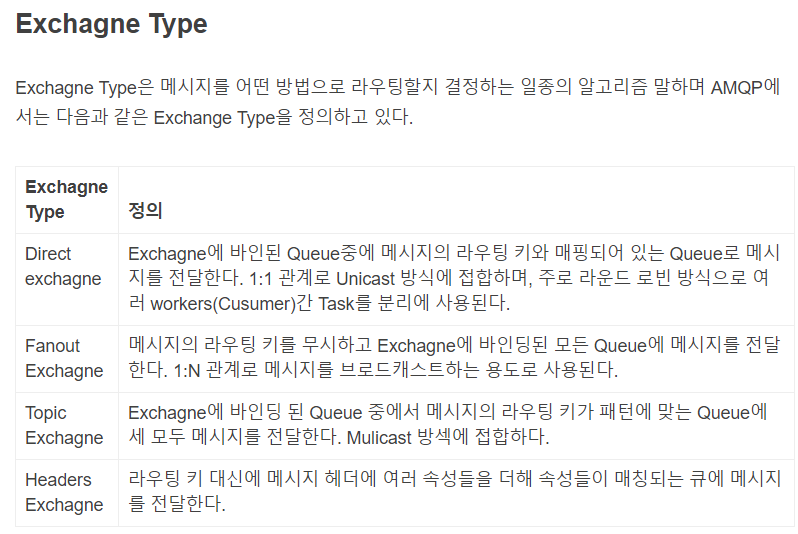 Exchagne Type
Exchagne Type은 메시지를 어떤 방법으로 라우팅할지 결정하는 일종의 알고리즘 말하며 AMQP에
서는 다음과 같은 Exchange Type을 정의하고 있다.
Exchagne
Type
정의
Direct
exchagne
Exchagne에 바인된 Queue중에 메시지의 라우팅 키와 매핑되어 있는 Queue로 메시
지를 전달한다. 1:1 관계로 Unicast 방식에 접합하며, 주로 라운드 로빈 방식으로 여
러 workers(Cusumer)간 Task를 분리에 사용된다.
Fanout
Exchagne
메시지의 라우팅 키를 무시하고 Exchagne에 바인딩된 모든 Queue에 메시지를 전달
한다. 1:N 관계로 메시지를 브로드캐스트하는 용도로 사용된다.
Topic
Exchagne
Exchagne에 바인딩 된 Queue 중에서 메시지의 라우팅 키가 패턴에 맞는 Queue에
세 모두 메시지를 전달한다. Mulicast 방섹에 접합하다.
Headers
Exchagne
라우팅 키 대신에 메시지 헤더에 여러 속성들을 더해 속성들이 매칭되는 큐에 메시지
를 전달한다.